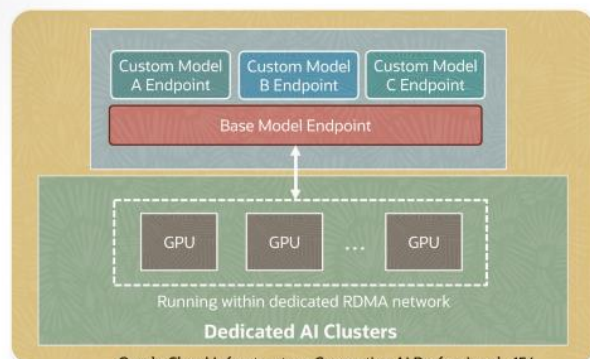 Custom Model
A Endpoint
Custom Model
B Endpoint
Custom Model
C Endpoint
Base Model Endpoint
GPU
GPU
...
GPU
Running within dedicated RDMA network
Dedicated AI Clusters